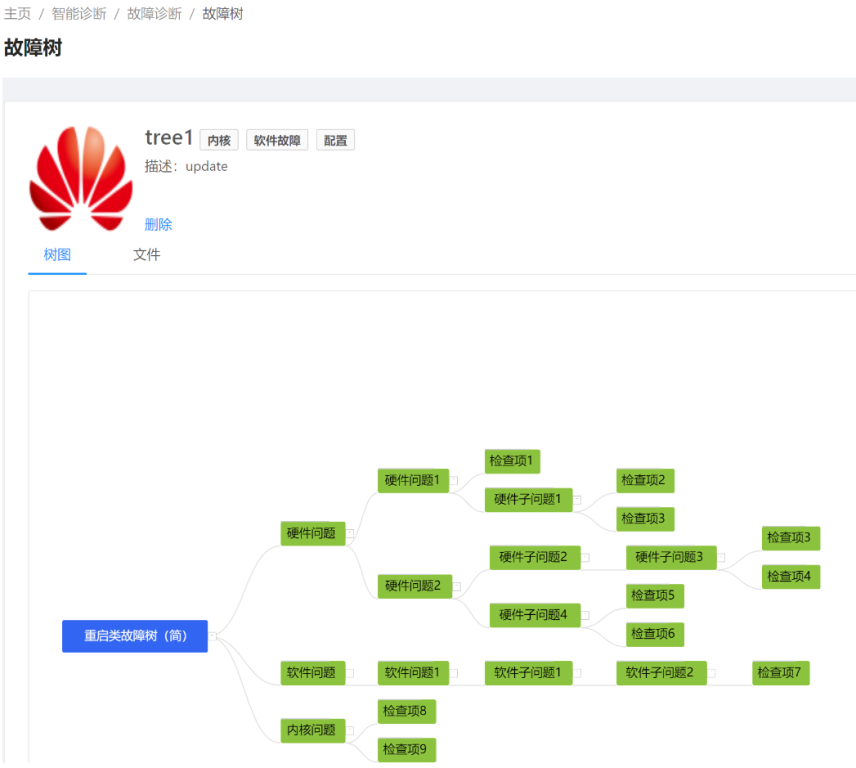 主页 / 智能诊断 / 故障诊断 / 故障树
故障树
tree1 内核 软件故障 配置
描述：update
删除
树图 文件
检查项1
硬件问题1 检查项2
硬件子问题1
检查项3
硬件问题 检查项3
硬件子问题2 硬件子问题3
检查项4
硬件问题2 检查项5
硬件子问题4
检查项6
重启类故障树（简）
软件问题 软件问题1 软件子问题1 软件子问题2 检查项7
检查项8
内核问题
检查项9